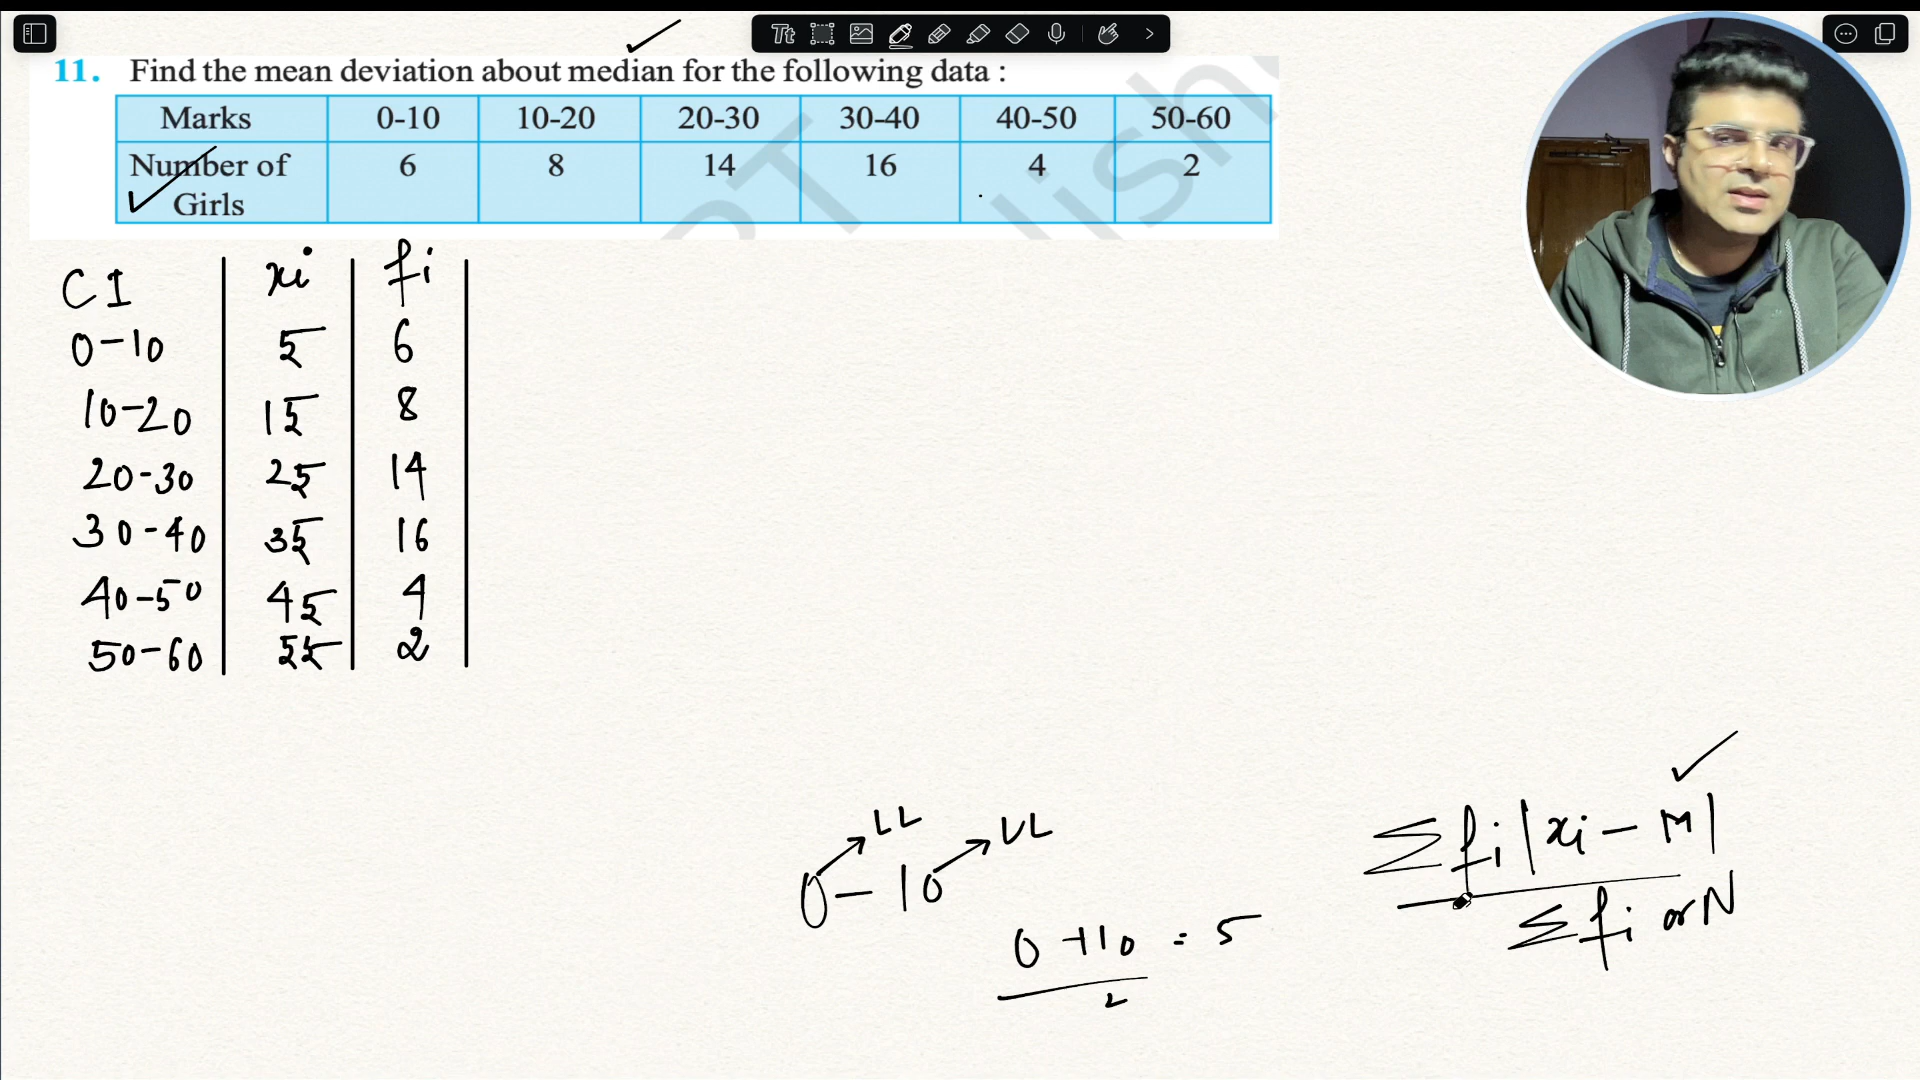 Tt
11. Find the mean deviation about median for the following data :
Marks 0-10 10-20 20-30 30-40 40-50 50-60
Number of Girls 6 8 14 16 4 2
CI xi fi
0-10 5 6
10-20 15 8
20-30 25 14
30-40 35 16
40-50 45 4
50-60 55 2
LL UL
0-10
0+10 = 5
2
Σfi|xi-M|
Σfi or N